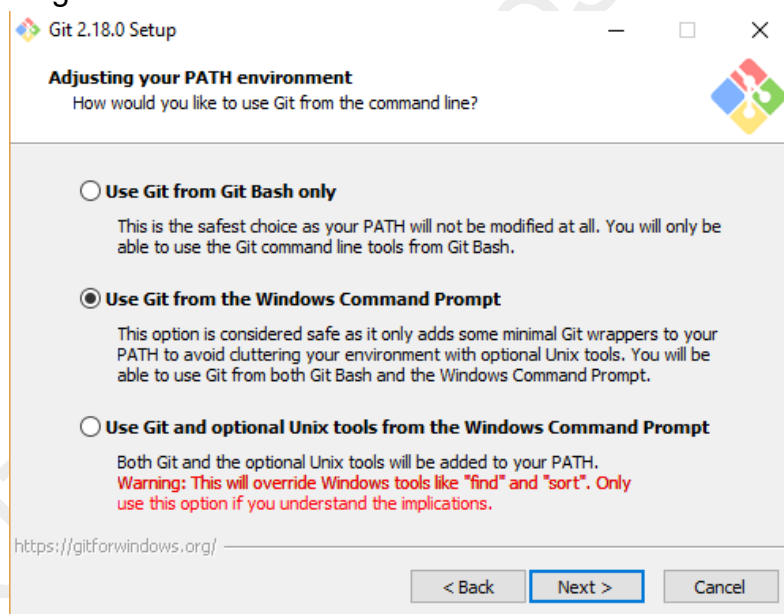 Git 2.18.0 Setup
Adjusting your PATH environment
How would you like to use Git from the command line?
Use Git from Git Bash only
This is the safest choice as your PATH will not be modified at all. You will only be
able to use the Git command line tools from Git Bash.
Use Git from the Windows Command Prompt
This option is considered safe as it only adds some minimal Git wrappers to your
PATH to avoid cluttering your environment with optional Unix tools. You will be
able to use Git from both Git Bash and the Windows Command Prompt.
Use Git and optional Unix tools from the Windows Command Prompt
Both Git and the optional Unix tools will be added to your PATH.
Warning: This will override Windows tools like "find" and "sort". Only
use this option if you understand the implications.
https://gitforwindows.org/
< Back Next > Cancel